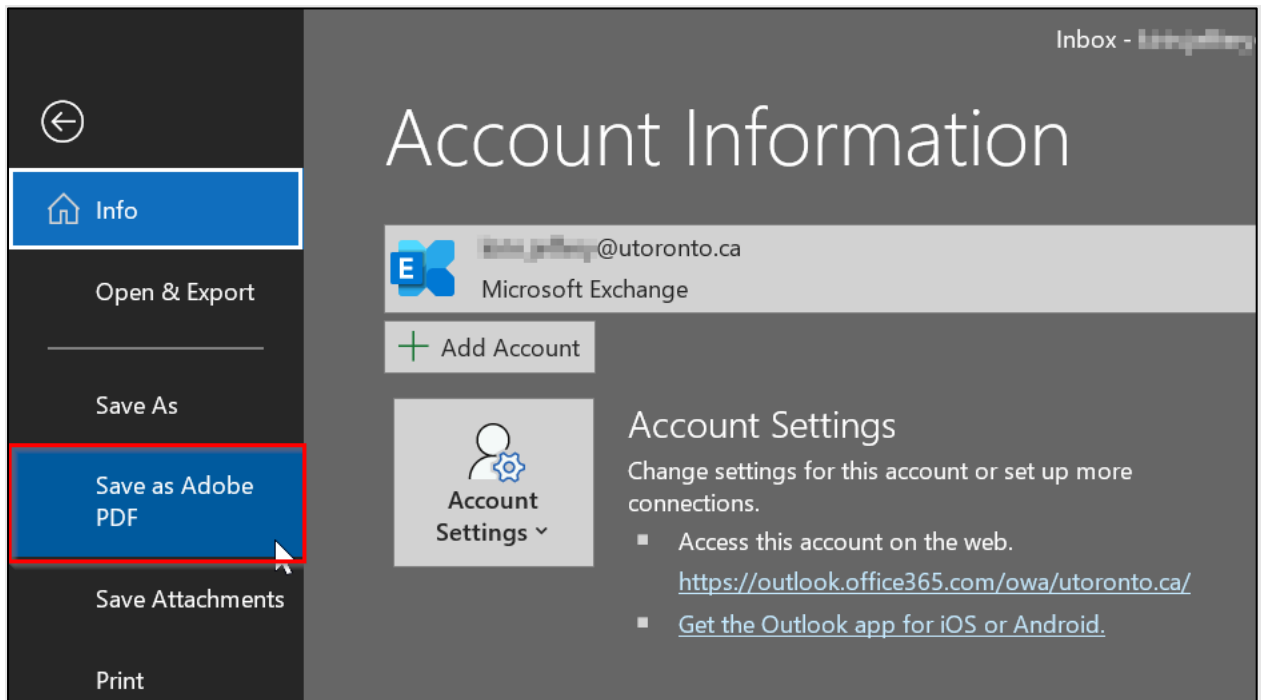 Inbox -
Account Information
Info
Open & Export
Save As
Save as Adobe
PDF
Save Attachments
Print
@utoronto.ca
E
Microsoft Exchange
Add Account
Account
Settings
Account Settings
Change settings for this account or set up more
connections.
Access this account on the web.
https://outlook.office365.com/owa/utoronto.ca/
Get the Outlook app for iOS or Android.